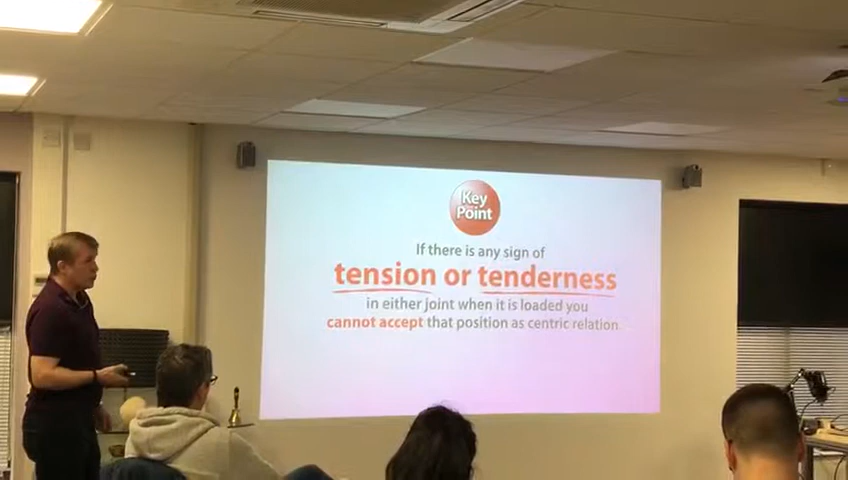 Key
Point
If there is any sign of
tension or tenderness
in either joint when it is loaded you
cannot accept that position as centric relation